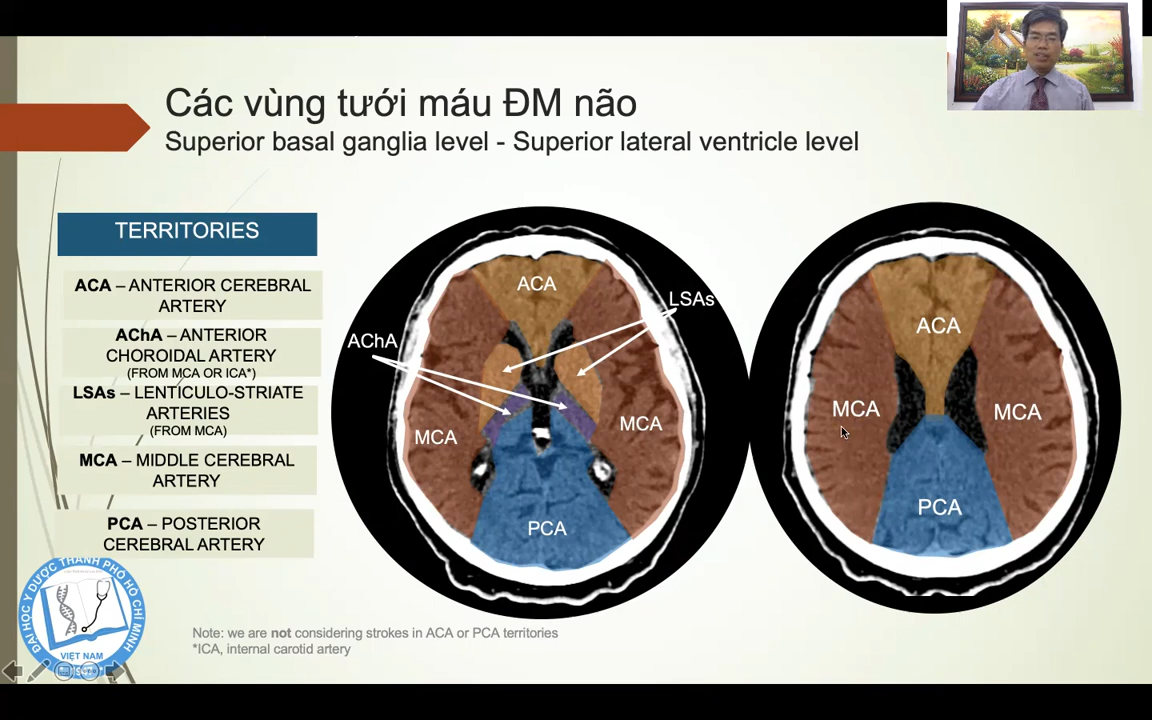 Các vùng tưới máu ĐM não
Superior basal ganglia level - Superior lateral ventricle level
TERRITORIES
ACA – ANTERIOR CEREBRAL
ARTERY
AChA – ANTERIOR
CHOROIDAL ARTERY
(FROM MCA OR ICA*)
LSAs – LENTICULO-STRIATE
ARTERIES
(FROM MCA)
MCA – MIDDLE CEREBRAL
ARTERY
PCA – POSTERIOR
CEREBRAL ARTERY
ACA
LSAs
AChA
MCA
MCA
PCA
ACA
MCA
MCA
PCA
ĐẠI HỌC Y DƯỢC THÀNH PHỐ HỒ CHÍ MINH
VIỆT NAM
Note: we are not considering strokes in ACA or PCA territories
*ICA, internal carotid artery